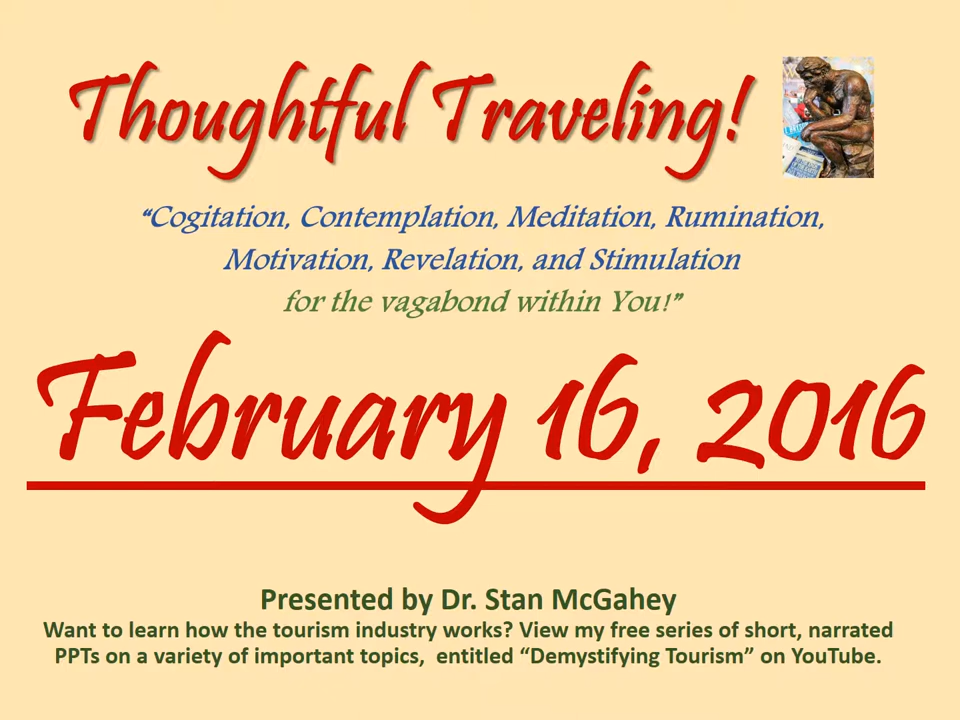 Thoughtful Traveling!
“Cogitation, Contemplation, Meditation, Rumination,
Motivation, Revelation, and Stimulation
for the vagabond within You!”
February 16, 2016
Presented by Dr. Stan McGahey
Want to learn how the tourism industry works? View my free series of short, narrated
PPTs on a variety of important topics, entitled “Demystifying Tourism” on YouTube.